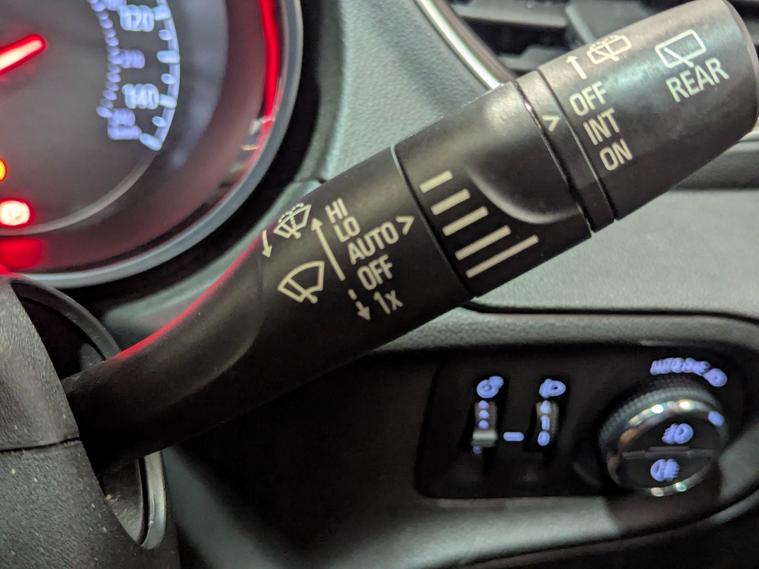 120
140
REAR
OFF
INT
ON
HI
LO
AUTO >
OFF
1x